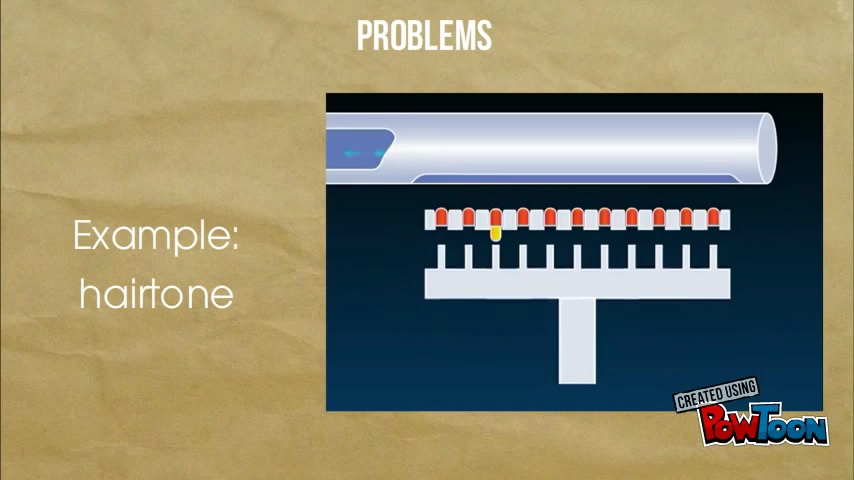 PROBLEMS
Example:
hairtone
CREATED USING
POWTOON